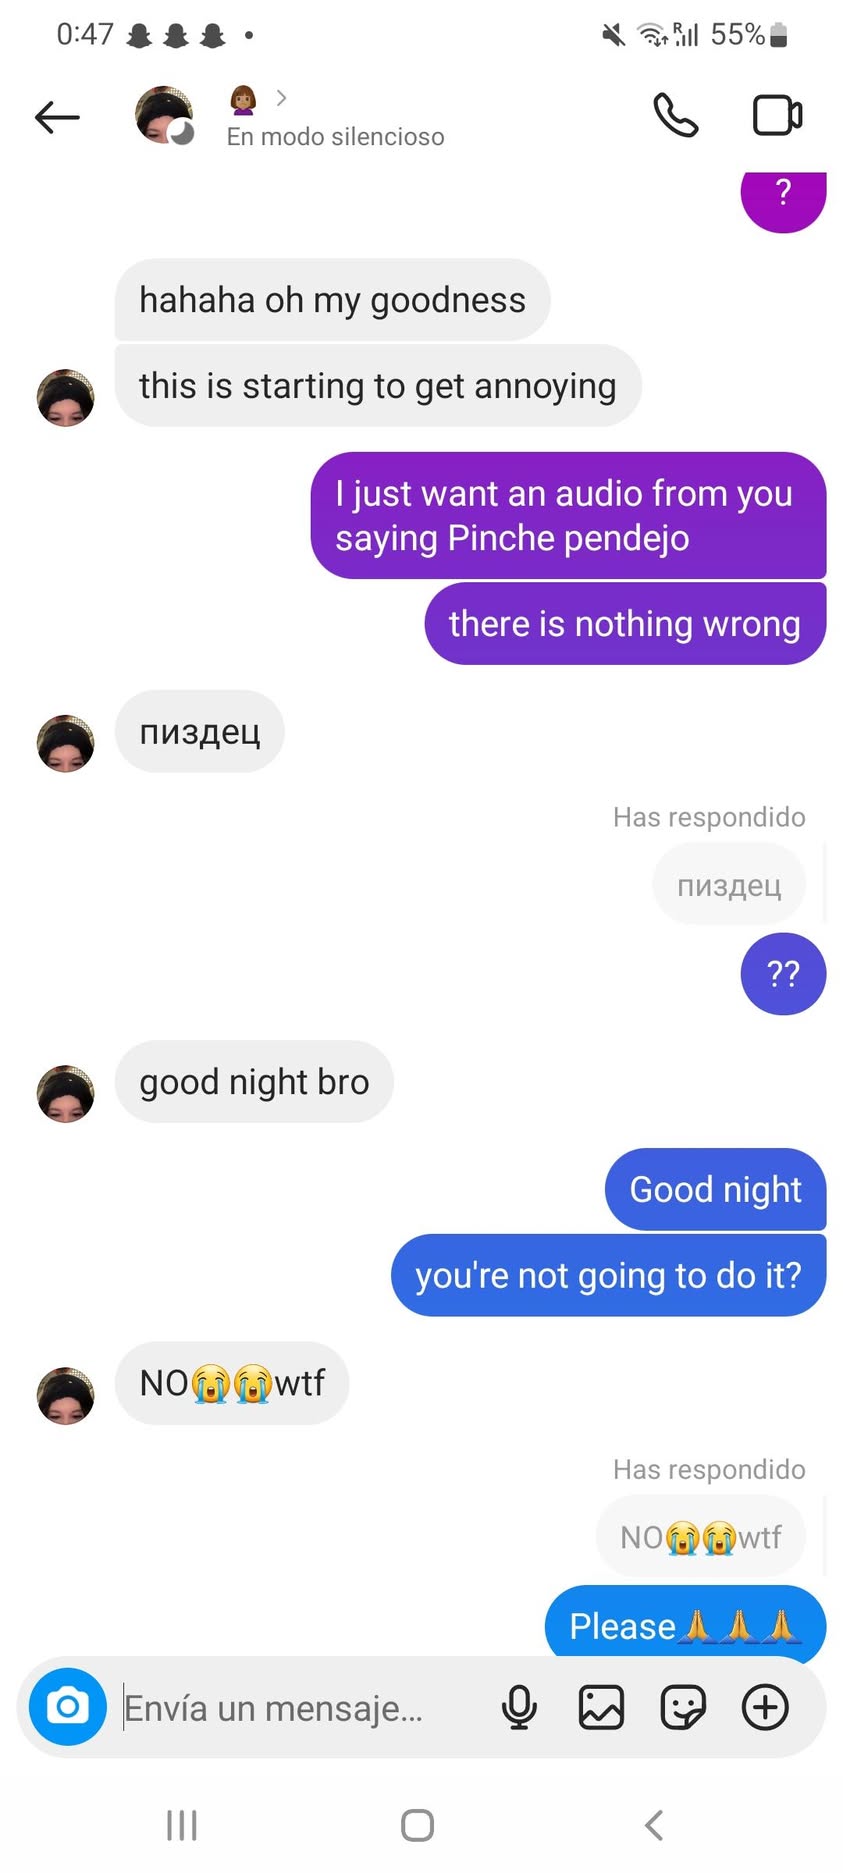 0:47
R
55%
En modo silencioso
?
hahaha oh my goodness
this is starting to get annoying
I just want an audio from you
saying Pinche pendejo
there is nothing wrong
пиздец
Has respondido
пиздец
??
good night bro
Good night
you're not going to do it?
NO😭😭wtf
Has respondido
NO😭😭wtf
Please🙏🙏🙏
Envía un mensaje...